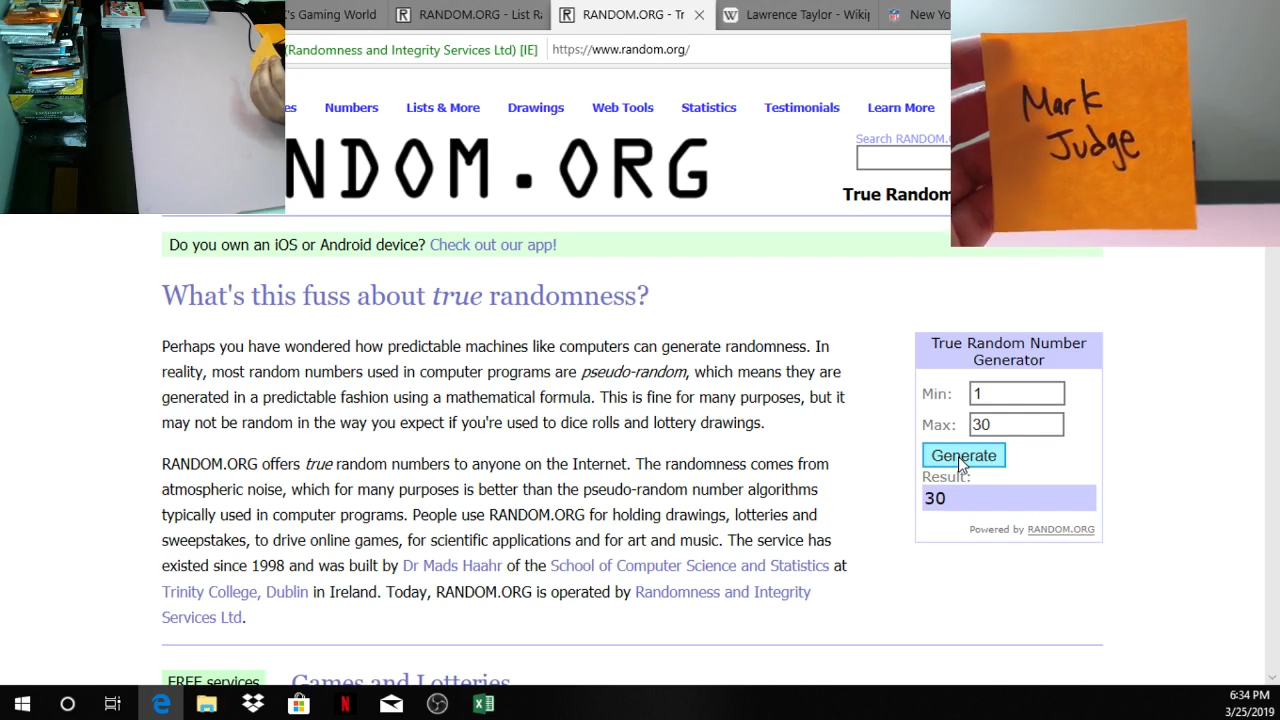 's Gaming World
RANDOM.ORG - List R
RANDOM.ORG - Tr
Lawrence Taylor - Wikip
New Yo
(Randomness and Integrity Services Ltd) [IE]
https://www.random.org/
es
Numbers
Lists & More
Drawings
Web Tools
Statistics
Testimonials
Learn More
NDOM.ORG
Search RANDOM.O
True Random
Mark
Judge
Do you own an iOS or Android device? Check out our app!
What's this fuss about true randomness?
Perhaps you have wondered how predictable machines like computers can generate randomness. In
reality, most random numbers used in computer programs are pseudo-random, which means they are
generated in a predictable fashion using a mathematical formula. This is fine for many purposes, but it
may not be random in the way you expect if you're used to dice rolls and lottery drawings.
RANDOM.ORG offers true random numbers to anyone on the Internet. The randomness comes from
atmospheric noise, which for many purposes is better than the pseudo-random number algorithms
typically used in computer programs. People use RANDOM.ORG for holding drawings, lotteries and
sweepstakes, to drive online games, for scientific applications and for art and music. The service has
existed since 1998 and was built by Dr Mads Haahr of the School of Computer Science and Statistics at
Trinity College, Dublin in Ireland. Today, RANDOM.ORG is operated by Randomness and Integrity
Services Ltd.
True Random Number
Generator
Min: 1
Max: 30
Generate
Result:
30
Powered by RANDOM.ORG
FREE services
Games and Lotteries
6:34 PM
3/25/2019